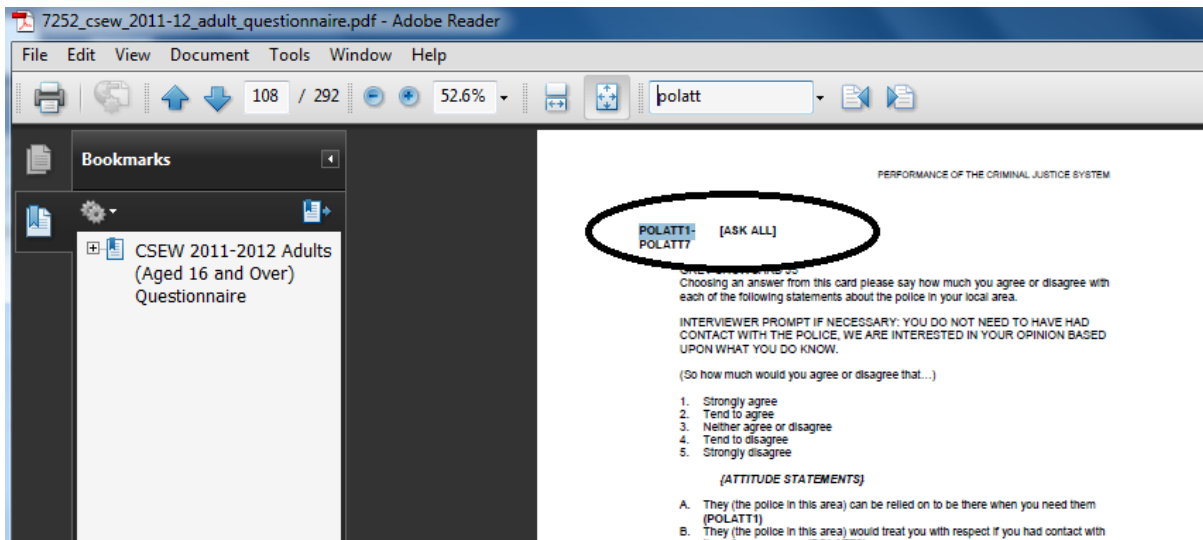 7252_csew_2011-12_adult_questionnaire.pdf - Adobe Reader
File Edit View Document Tools Window Help
108 / 292 52.6% polatt
Bookmarks
CSEW 2011-2012 Adults
(Aged 16 and Over)
Questionnaire
PERFORMANCE OF THE CRIMINAL JUSTICE SYSTEM
POLATT1- [ASK ALL]
POLATT7
Choosing an answer from this card please say how much you agree or disagree with
each of the following statements about the police in your local area.
INTERVIEWER PROMPT IF NECESSARY: YOU DO NOT NEED TO HAVE HAD
CONTACT WITH THE POLICE, WE ARE INTERESTED IN YOUR OPINION BASED
UPON WHAT YOU DO KNOW.
(So how much would you agree or disagree that...)
1. Strongly agree
2. Tend to agree
3. Neither agree or disagree
4. Tend to disagree
5. Strongly disagree
{ATTITUDE STATEMENTS}
A. They (the police in this area) can be relied on to be there when you need them
(POLATT1)
B. They (the police in this area) would treat you with respect if you had contact with